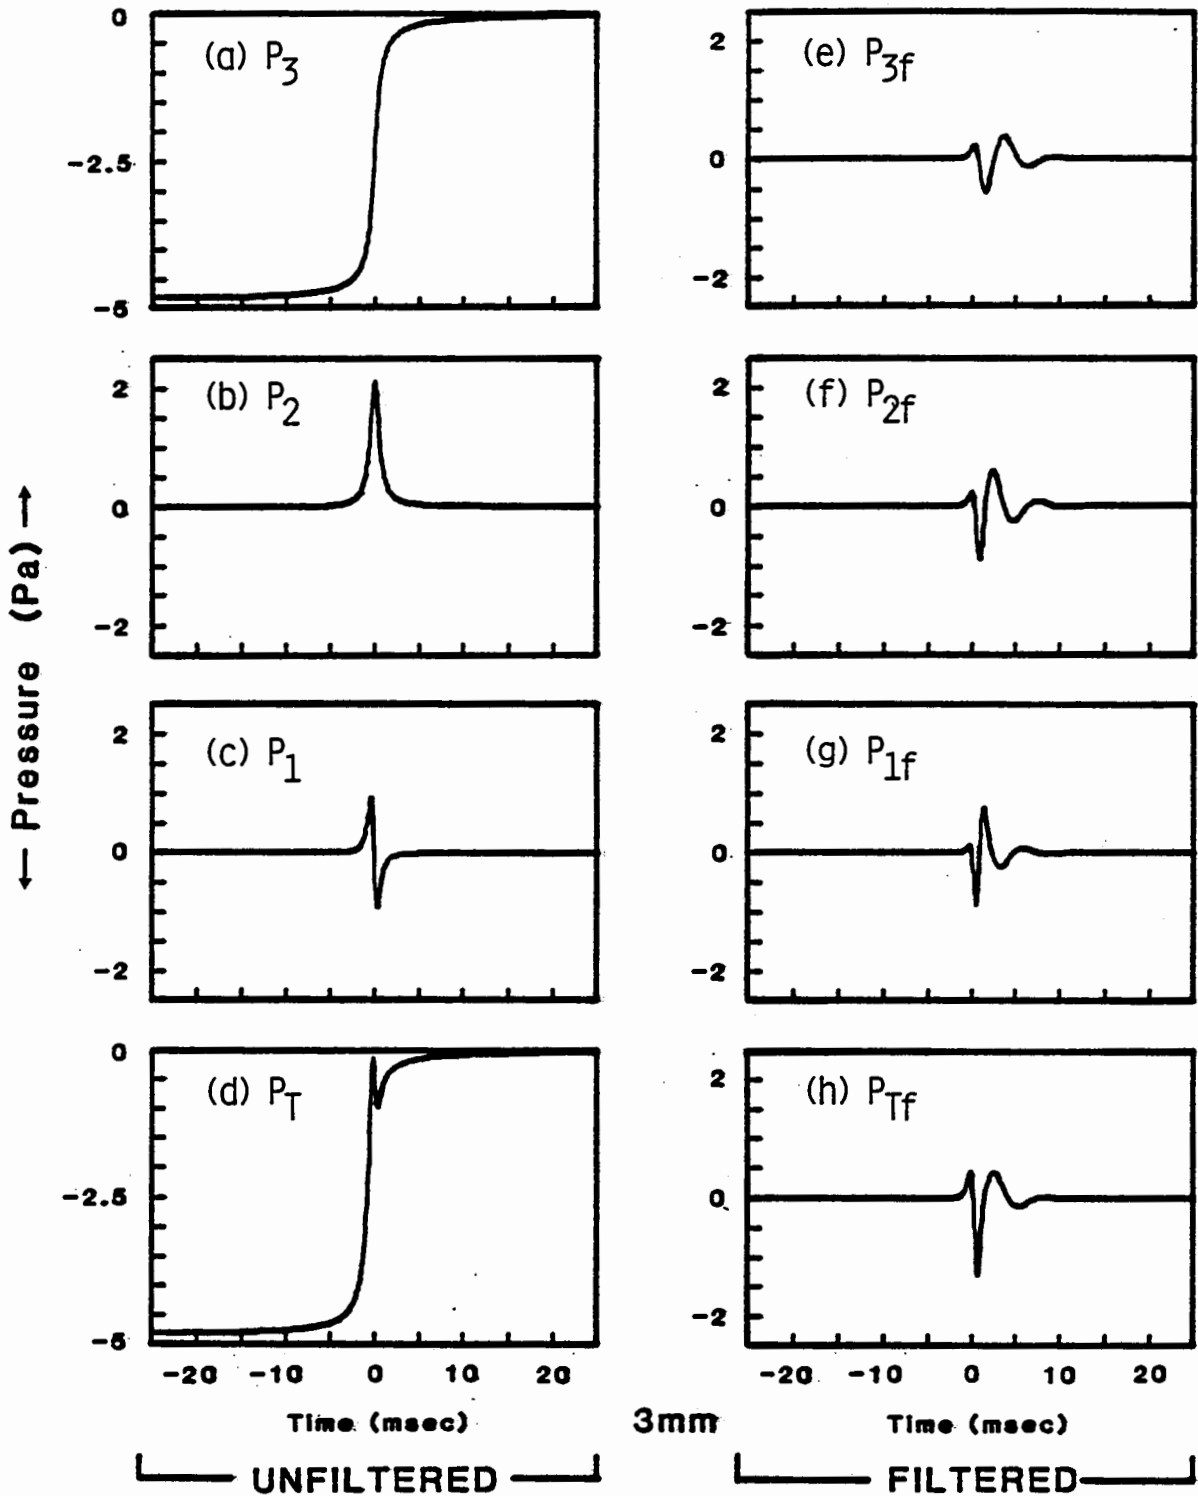 ← Pressure (Pa) →
(a) P3
0
-2.5
-5
(b) P2
2
0
-2
(c) P1
2
0
-2
(d) PT
0
-2.5
-5
-20 -10 0 10 20
Time (msec)
UNFILTERED
3mm
(e) P3f
2
0
-2
(f) P2f
2
0
-2
(g) P1f
2
0
-2
(h) PTf
2
0
-2
-20 -10 0 10 20
Time (msec)
FILTERED